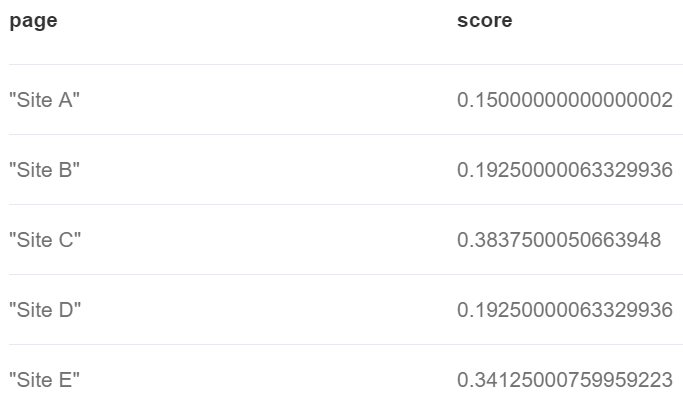 page score
"Site A" 0.15000000000000002
"Site B" 0.19250000063329936
"Site C" 0.3837500050663948
"Site D" 0.19250000063329936
"Site E" 0.34125000759959223